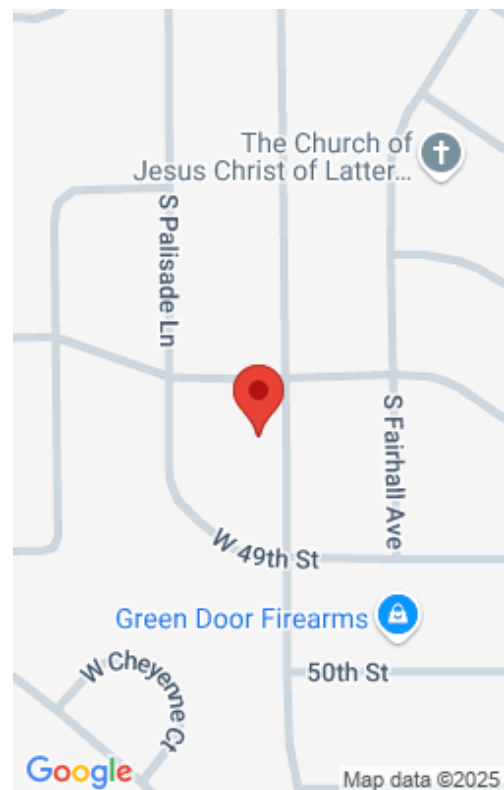 The Church of
Jesus Christ of Latter...
S Palisade Ln
S Fairhall Ave
W 49th St
Green Door Firearms
50th St
W Cheyenne Ct
Google
Map data ©2025